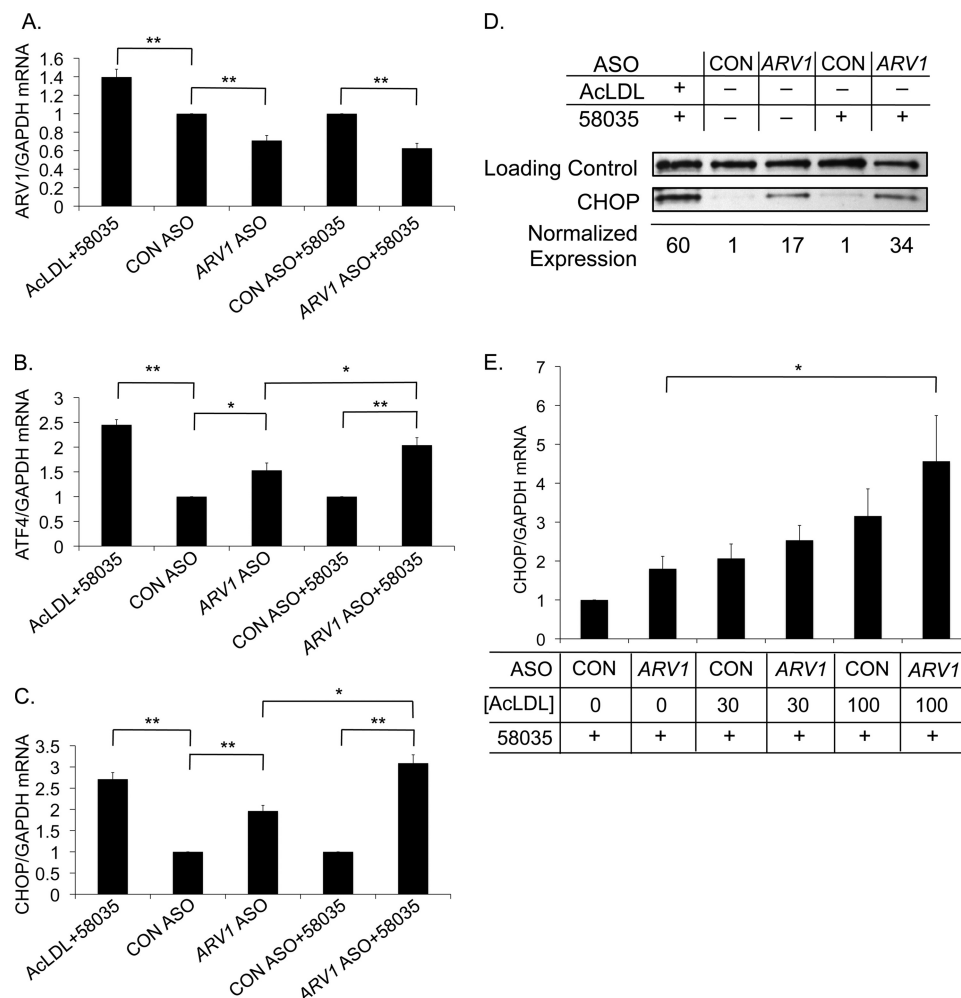 A.
ARV1/GAPDH mRNA
1.6
1.4
1.2
1
0.8
0.6
0.4
0.2
0
**
**
**
AcLDL+58035
CON ASO
ARV1 ASO
CON ASO+58035
ARV1 ASO+58035
B.
ATF4/GAPDH mRNA
3
2.5
2
1.5
1
0.5
0
**
*
*
**
AcLDL+58035
CON ASO
ARV1 ASO
CON ASO+58035
ARV1 ASO+58035
C.
CHOP/GAPDH mRNA
3.5
3
2.5
2
1.5
1
0.5
0
**
**
*
**
AcLDL+58035
CON ASO
ARV1 ASO
CON ASO+58035
ARV1 ASO+58035
D.
ASO CON ARV1 CON ARV1
AcLDL + – – – –
58035 + – – + +
Loading Control
CHOP
Normalized
Expression 60 1 17 1 34
E.
CHOP/GAPDH mRNA
7
6
5
4
3
2
1
0
*
ASO CON ARV1 CON ARV1 CON ARV1
[AcLDL] 0 0 30 30 100 100
58035 + + + + + +